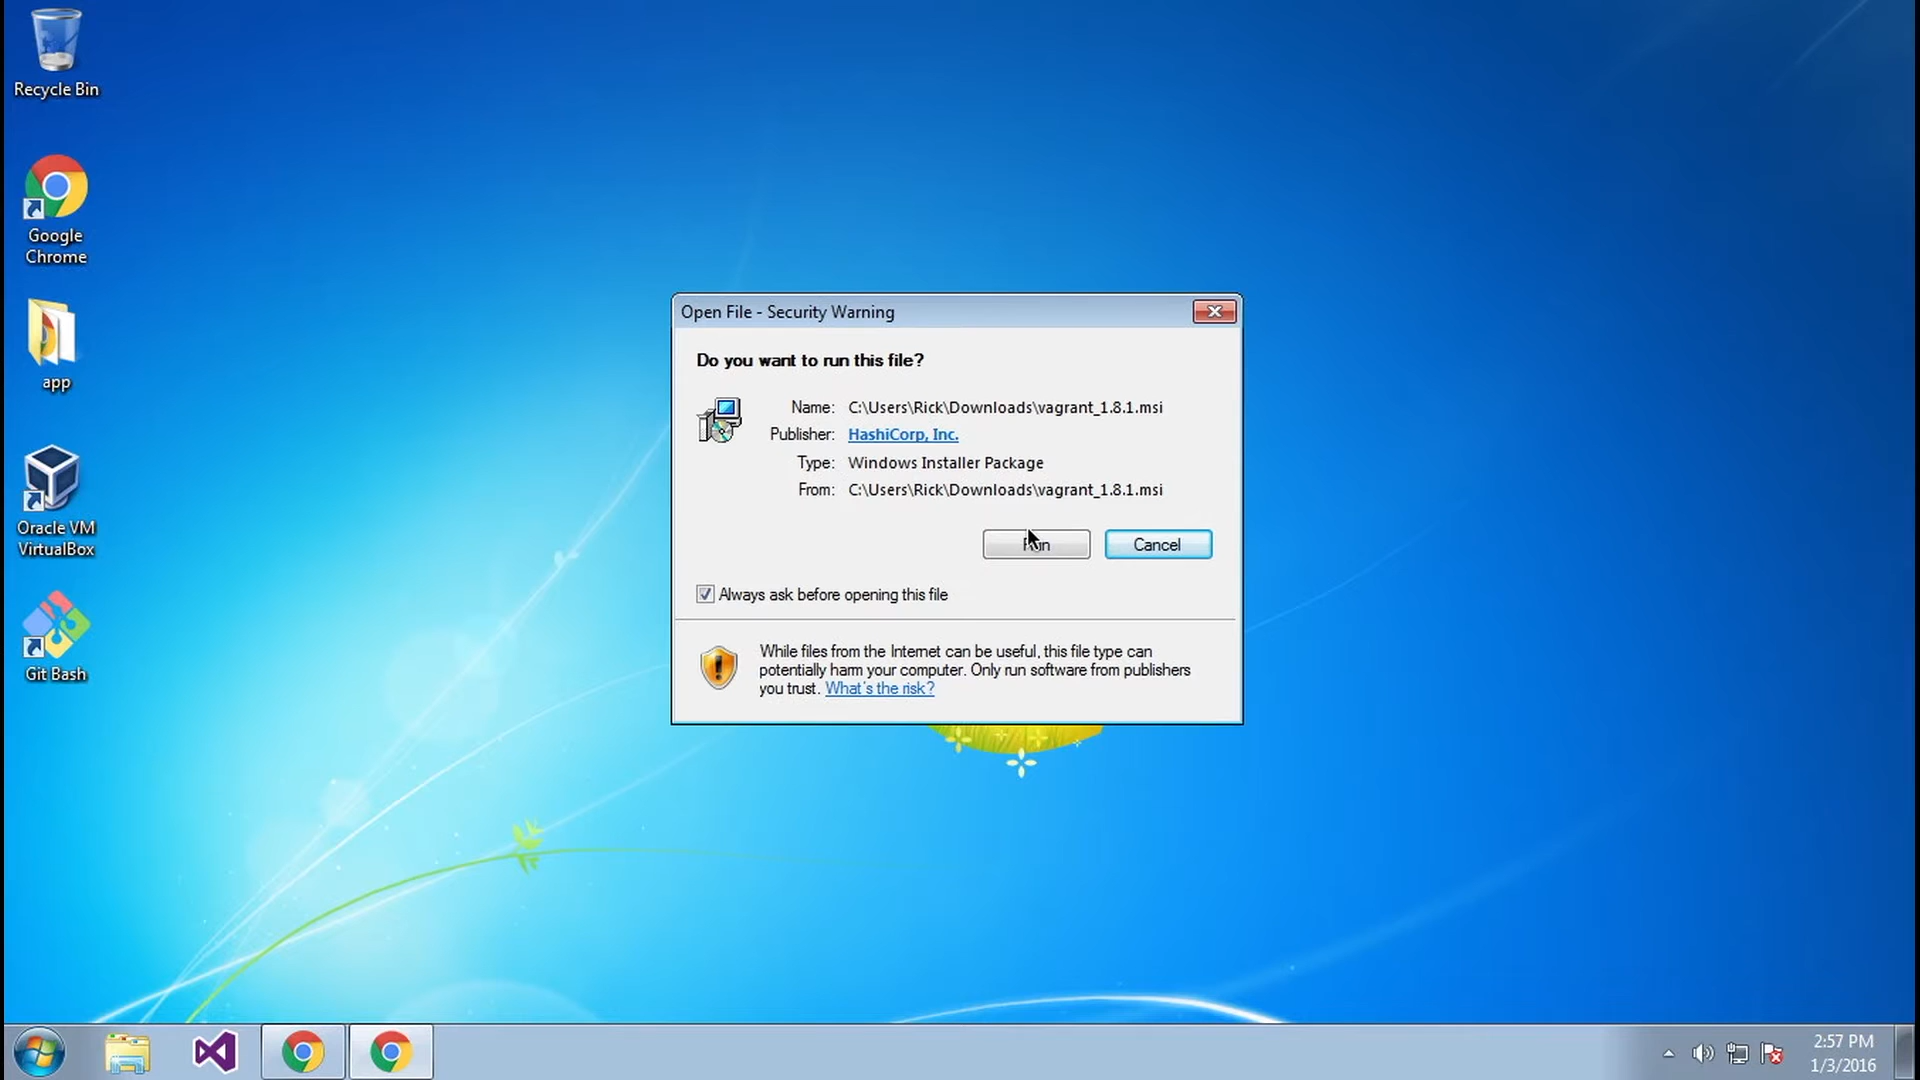 Recycle Bin
Google
Chrome
app
Oracle VM
VirtualBox
Git Bash
Open File - Security Warning
Do you want to run this file?
Name: C:\Users\Rick\Downloads\vagrant_1.8.1.msi
Publisher: HashiCorp, Inc.
Type: Windows Installer Package
From: C:\Users\Rick\Downloads\vagrant_1.8.1.msi
Run Cancel
Always ask before opening this file
While files from the Internet can be useful, this file type can
potentially harm your computer. Only run software from publishers
you trust. What's the risk?
2:57 PM
1/3/2016